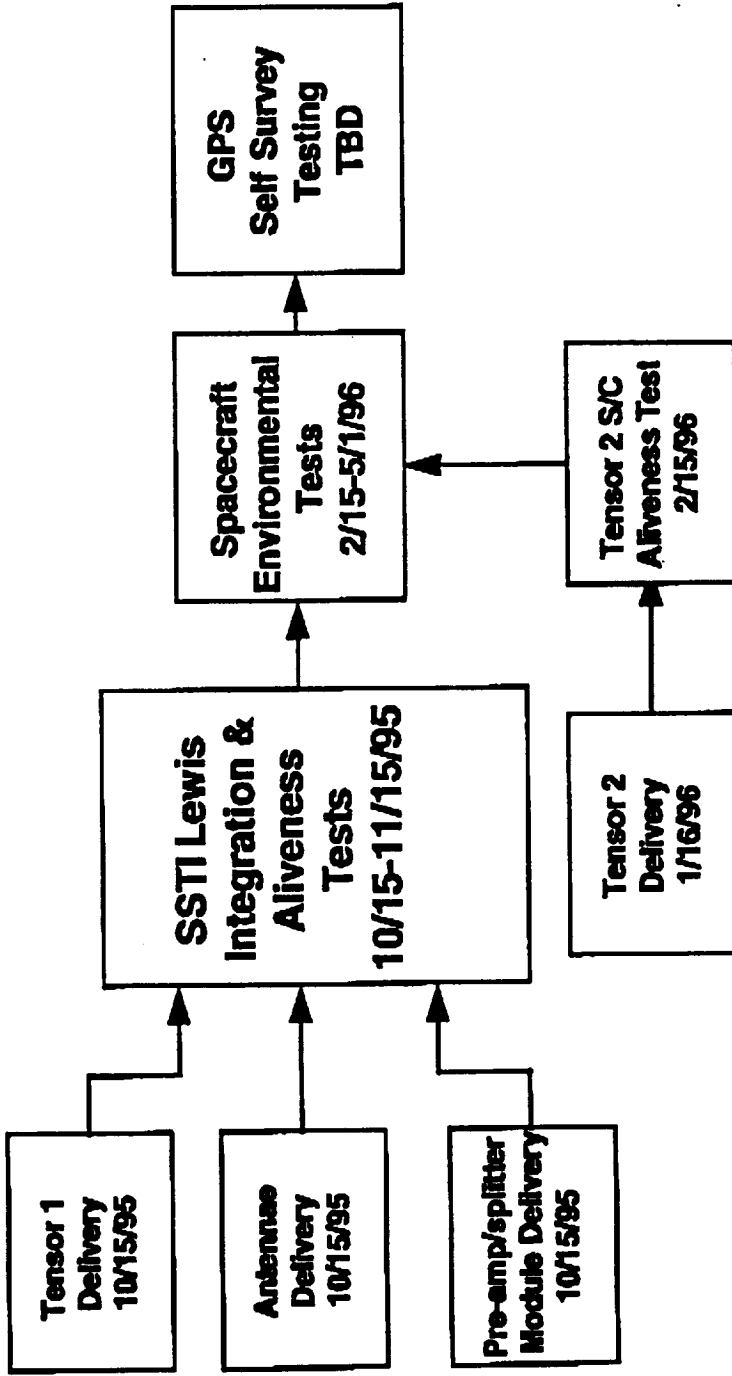 Tensor 1
Delivery
10/15/95
Antennae
Delivery
10/15/95
Pre-amp/splitter
Module Delivery
10/15/95
SSTI Lewis
Integration &
Aliveness
Tests
10/15-11/15/95
Spacecraft
Environmental
Tests
2/15-5/1/96
GPS
Self Survey
Testing
TBD
Tensor 2
Delivery
1/16/96
Tensor 2 S/C
Aliveness Test
2/15/96